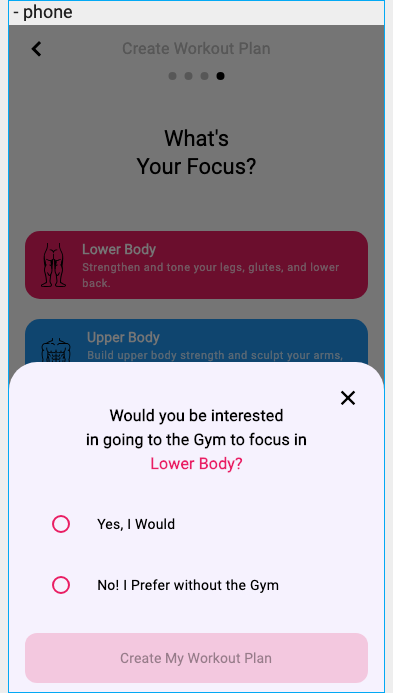 - phone
Create Workout Plan
What's
Your Focus?
Lower Body
Strengthen and tone your legs, glutes, and lower
back.
Upper Body
Build upper body strength and sculpt your arms,
Would you be interested
in going to the Gym to focus in
Lower Body?
Yes, I Would
No! I Prefer without the Gym
Create My Workout Plan